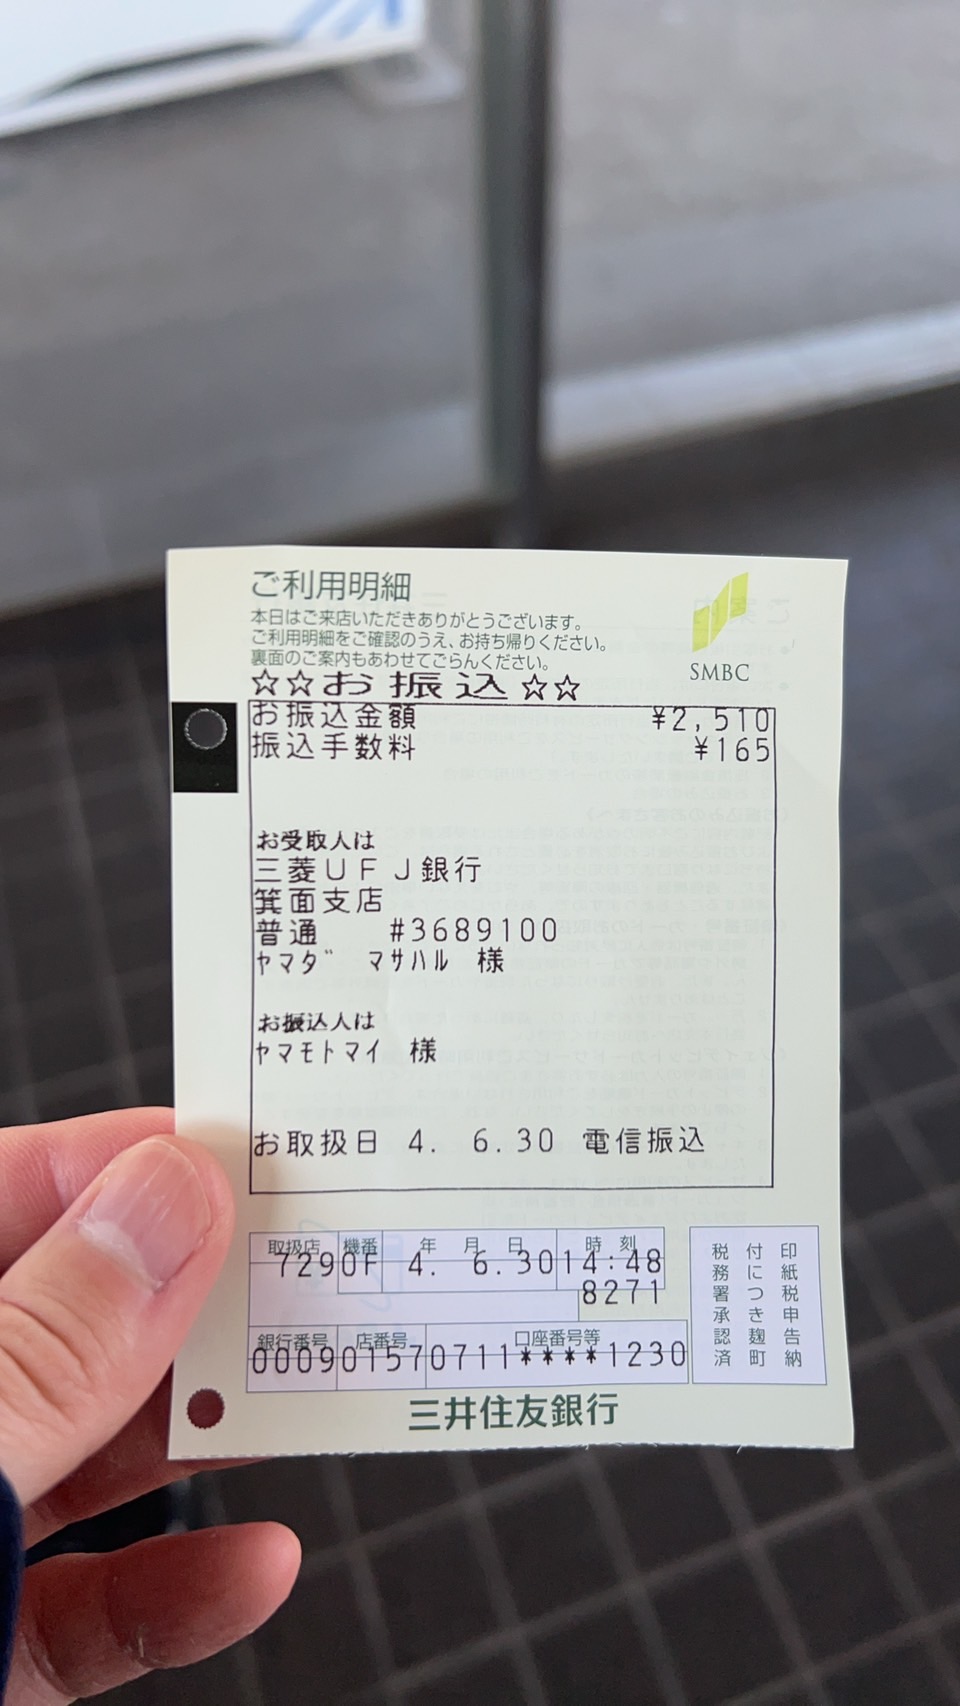 ご利用明細
本日はご来店いただきありがとうございます。
ご利用明細をご確認のうえ、お持ち帰りください。
裏面のご案内もあわせてごらんください。
SMBC
☆☆お振込☆☆
お振込金額 ¥2,510
振込手数料 ¥165
お受取人は
三菱UFJ銀行
箕面支店
普通 #3689100
ヤマダ マサハル 様
お振込人は
ヤマモトマイ 様
お取扱日 4. 6.30 電信振込
取扱店 機番 年 月 日 時 刻
7290F 4. 6.3014:48
8271
銀行番号 店番号 口座番号等
000901570711****1230
印紙税申告納
付につき麹町
税務署承認済
三井住友銀行